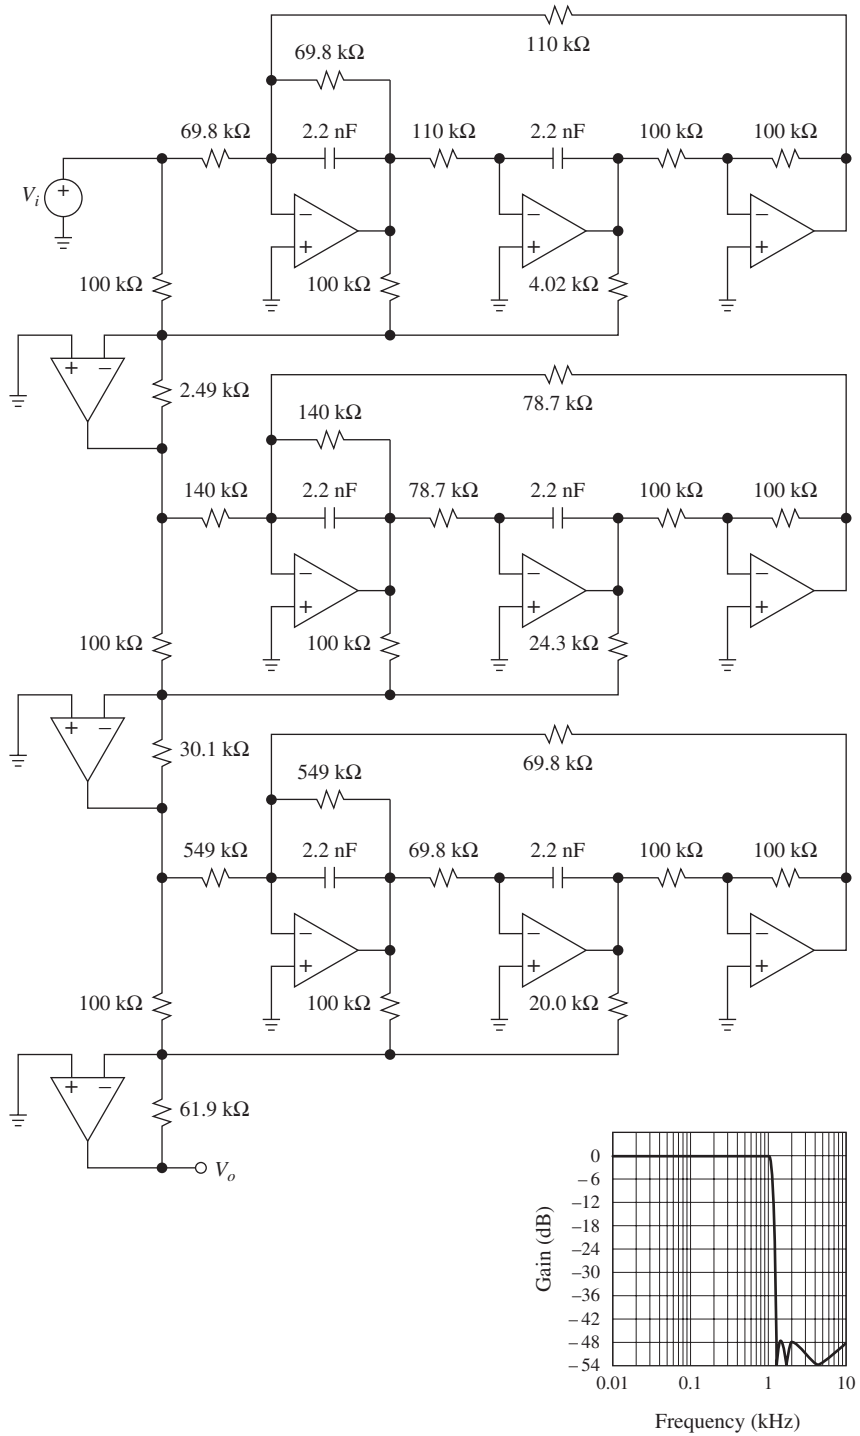 110 kΩ
69.8 kΩ
69.8 kΩ 2.2 nF 110 kΩ 2.2 nF 100 kΩ 100 kΩ
Vi
+
− − −
+ + +
100 kΩ 100 kΩ 4.02 kΩ
+ −
2.49 kΩ
78.7 kΩ
140 kΩ
140 kΩ 2.2 nF 78.7 kΩ 2.2 nF 100 kΩ 100 kΩ
− − −
+ + +
100 kΩ 100 kΩ 24.3 kΩ
+ −
30.1 kΩ
69.8 kΩ
549 kΩ
549 kΩ 2.2 nF 69.8 kΩ 2.2 nF 100 kΩ 100 kΩ
− − −
+ + +
100 kΩ 100 kΩ 20.0 kΩ
+ −
61.9 kΩ
Vo
Gain (dB)
0
−6
−12
−18
−24
−30
−36
−42
−48
−54
0.01 0.1 1 10
Frequency (kHz)